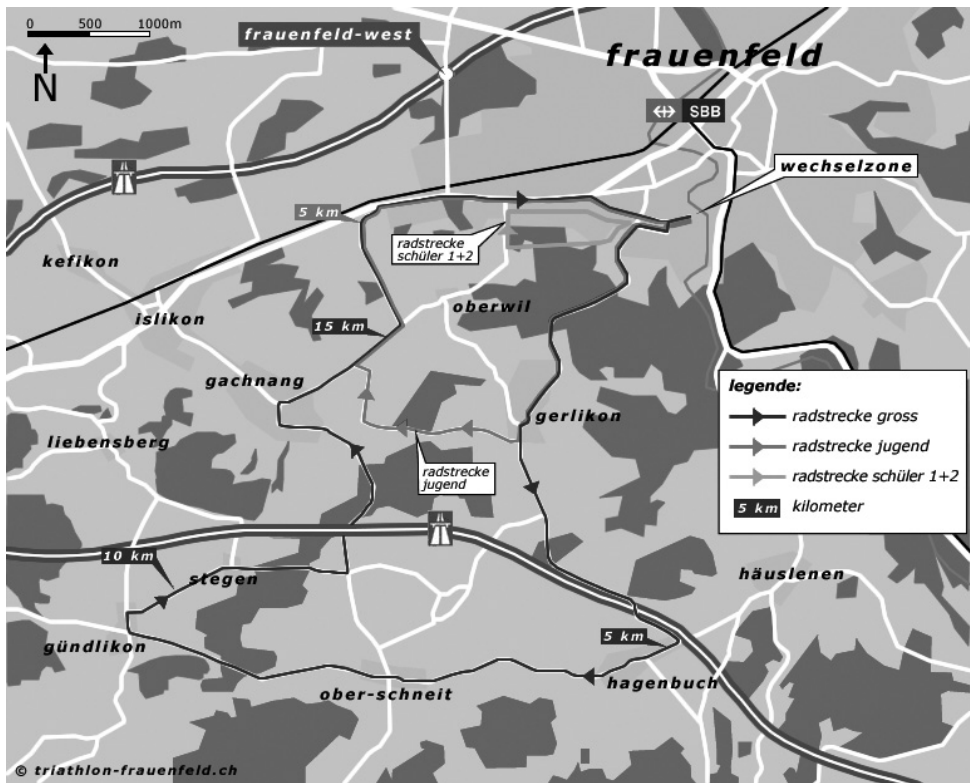 0 500 1000m
N
frauenfeld-west
frauenfeld
SBB
wechselzone
5 km
radstrecke
schüler 1+2
kefikon
islikon
oberwil
15 km
gachnang
gerlikon
liebensberg
radstrecke
jugend
legende:
radstrecke gross
radstrecke jugend
radstrecke schüler 1+2
5 km kilometer
10 km
stegen
häuslenen
gündlikon
5 km
hagenbuch
ober-schneit
© triathlon-frauenfeld.ch